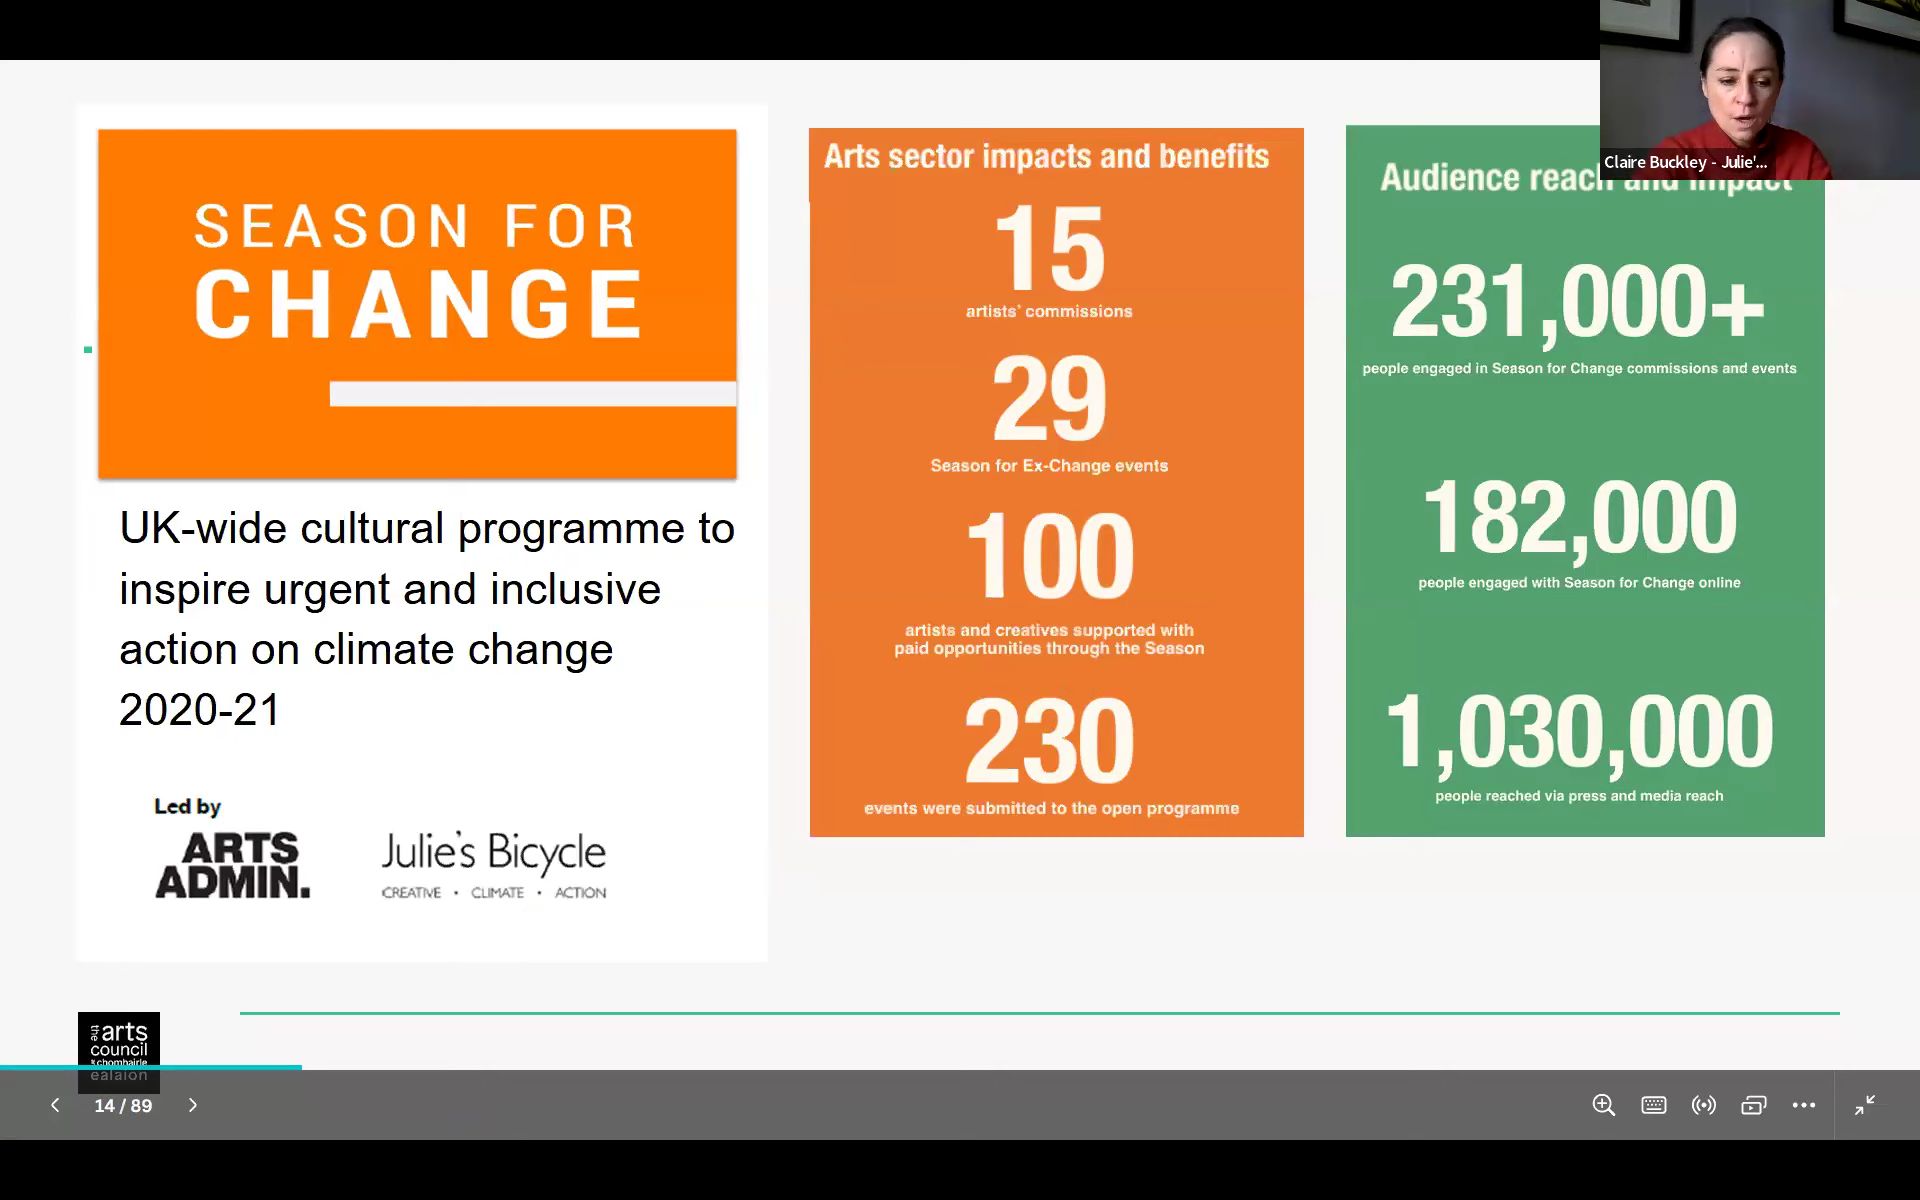 SEASON FOR
CHANGE
UK-wide cultural programme to
inspire urgent and inclusive
action on climate change
2020-21
Led by
ARTS
ADMIN.
Julie's Bicycle
CREATIVE • CLIMATE • ACTION
Arts sector impacts and benefits
15
artists' commissions
29
Season for Ex-Change events
100
artists and creatives supported with
paid opportunities through the Season
230
events were submitted to the open programme
Claire Buckley - Julie'...
Audience reach and impact
231,000+
people engaged in Season for Change commissions and events
182,000
people engaged with Season for Change online
1,030,000
people reached via press and media reach
the arts
council
chomhairle
ealaíon
14 / 89